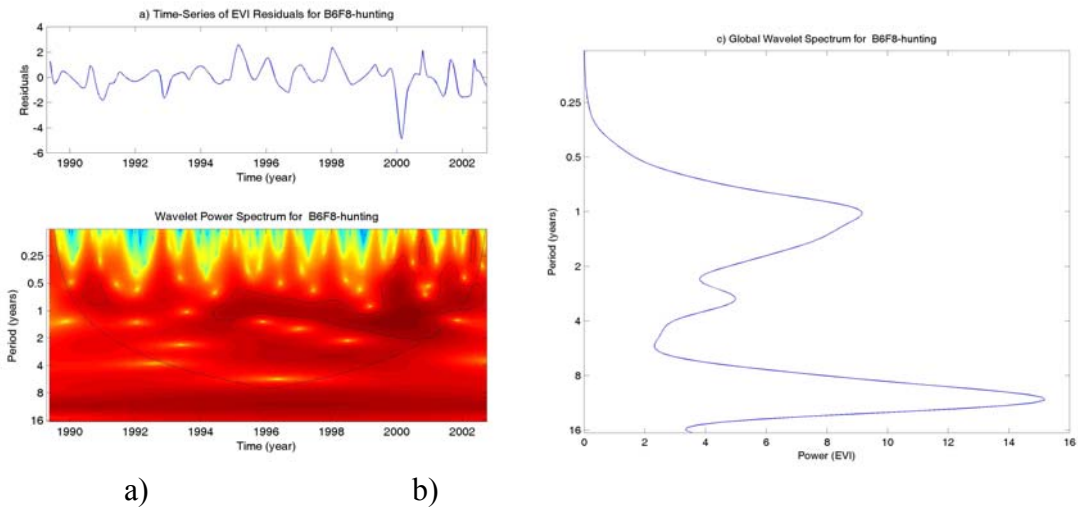 a) Time-Series of EVI Residuals for B6F8-hunting
4
2
0
-2
-4
-6
Residuals
1990 1992 1994 1996 1998 2000 2002
Time (year)
Wavelet Power Spectrum for B6F8-hunting
0.25
0.5
1
2
4
8
16
Period (years)
1990 1992 1994 1996 1998 2000 2002
Time (year)
c) Global Wavelet Spectrum for B6F8-hunting
0.25
0.5
1
2
4
8
16
Period (years)
0 2 4 6 8 10 12 14 16
Power (EVI)
a) b)